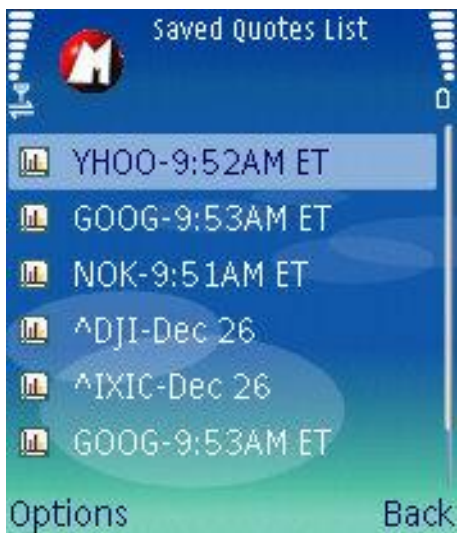 Saved Quotes List
M
YHOO-9:52AM ET
GOOG-9:53AM ET
NOK-9:51AM ET
^DJI-Dec 26
^IXIC-Dec 26
GOOG-9:53AM ET
Options Back